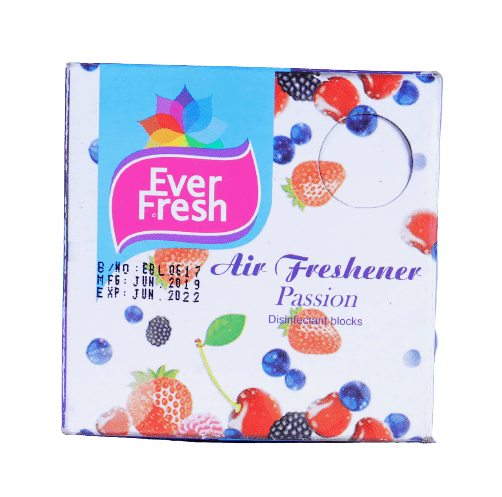 Ever
Fresh
B/NO: EBL0617
MFG: JUN. 2019
EXP: JUN. 2022
Air Freshener
Passion
Disinfectant blocks